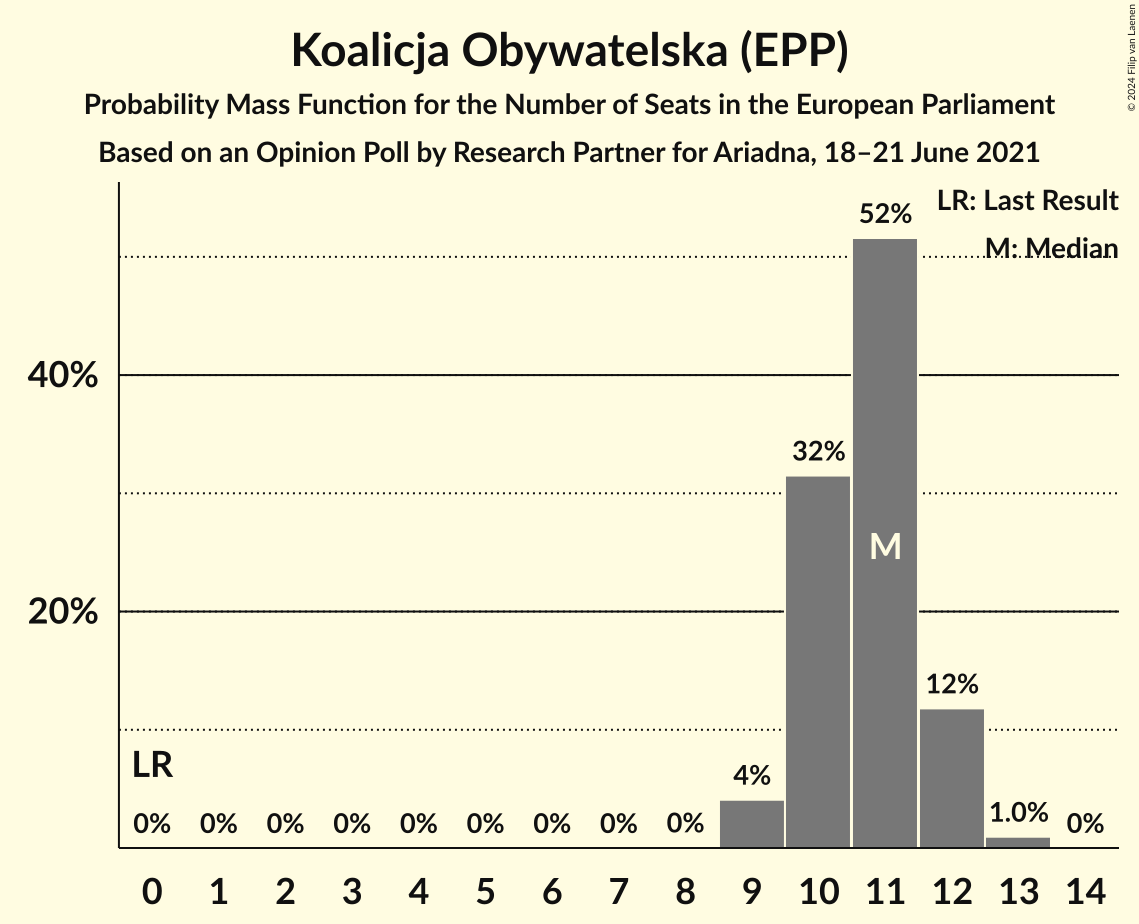 Koalicja Obywatelska (EPP)
Probability Mass Function for the Number of Seats in the European Parliament
Based on an Opinion Poll by Research Partner for Ariadna, 18–21 June 2021
© 2024 Filip van Laenen
LR: Last Result
M: Median
52%
40%
32%
M
20%
12%
LR
4%
1.0%
0% 0% 0% 0% 0% 0% 0% 0% 0% 0%
0 1 2 3 4 5 6 7 8 9 10 11 12 13 14